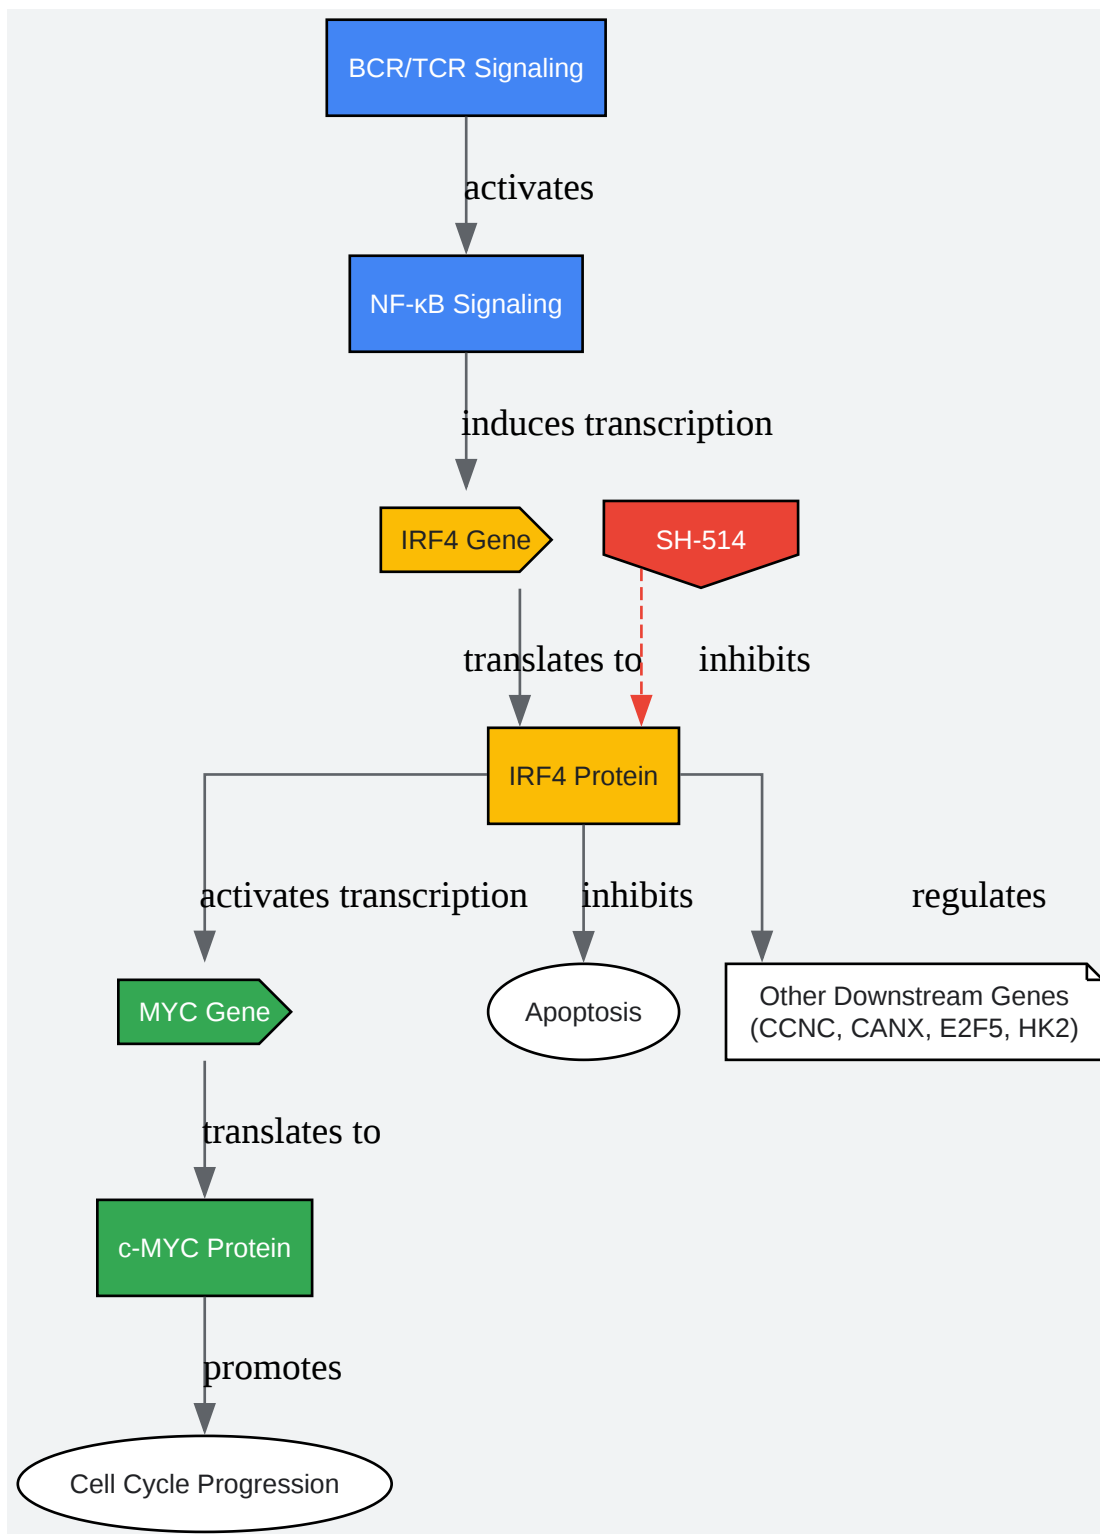 BCR/TCR Signaling
activates
NF-κB Signaling
induces transcription
IRF4 Gene
SH-514
translates to
inhibits
IRF4 Protein
activates transcription
inhibits
regulates
MYC Gene
Apoptosis
Other Downstream Genes
(CCNC, CANX, E2F5, HK2)
translates to
c-MYC Protein
promotes
Cell Cycle Progression